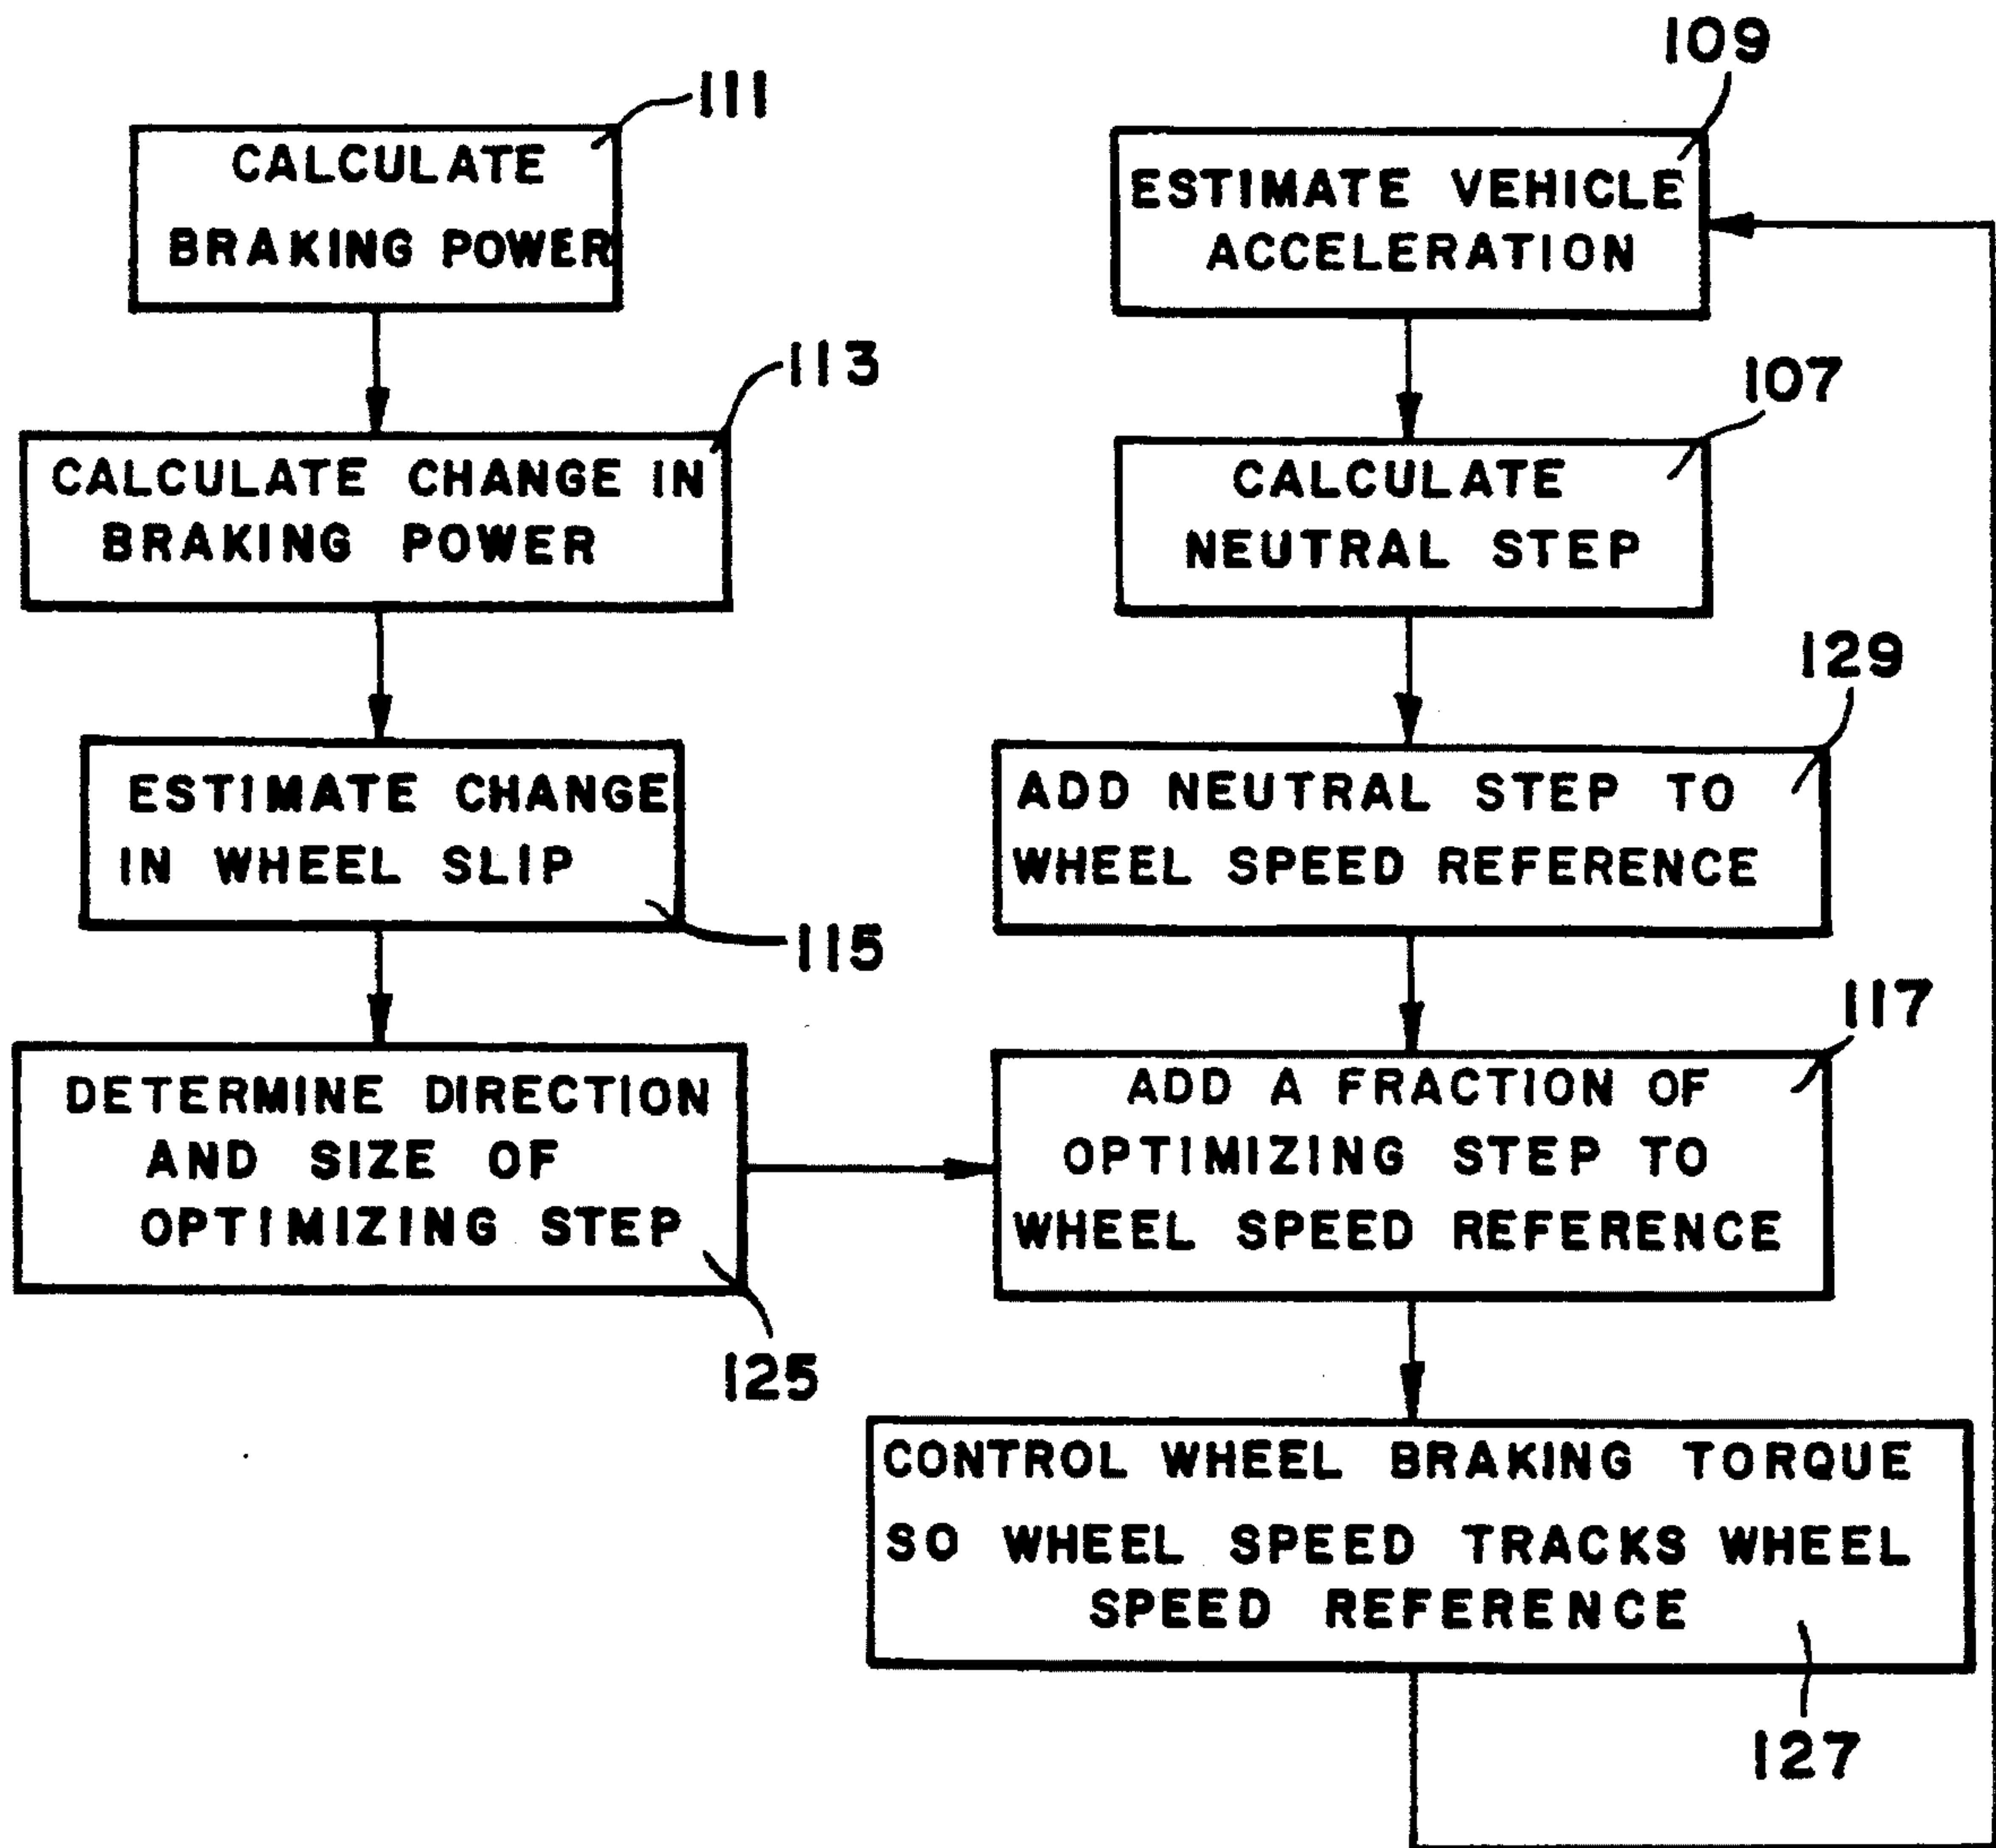 111
CALCULATE
BRAKING POWER
113
CALCULATE CHANGE IN
BRAKING POWER
ESTIMATE CHANGE
IN WHEEL SLIP
115
DETERMINE DIRECTION
AND SIZE OF
OPTIMIZING STEP
125
109
ESTIMATE VEHICLE
ACCELERATION
107
CALCULATE
NEUTRAL STEP
129
ADD NEUTRAL STEP TO
WHEEL SPEED REFERENCE
117
ADD A FRACTION OF
OPTIMIZING STEP TO
WHEEL SPEED REFERENCE
CONTROL WHEEL BRAKING TORQUE
SO WHEEL SPEED TRACKS WHEEL
SPEED REFERENCE
127